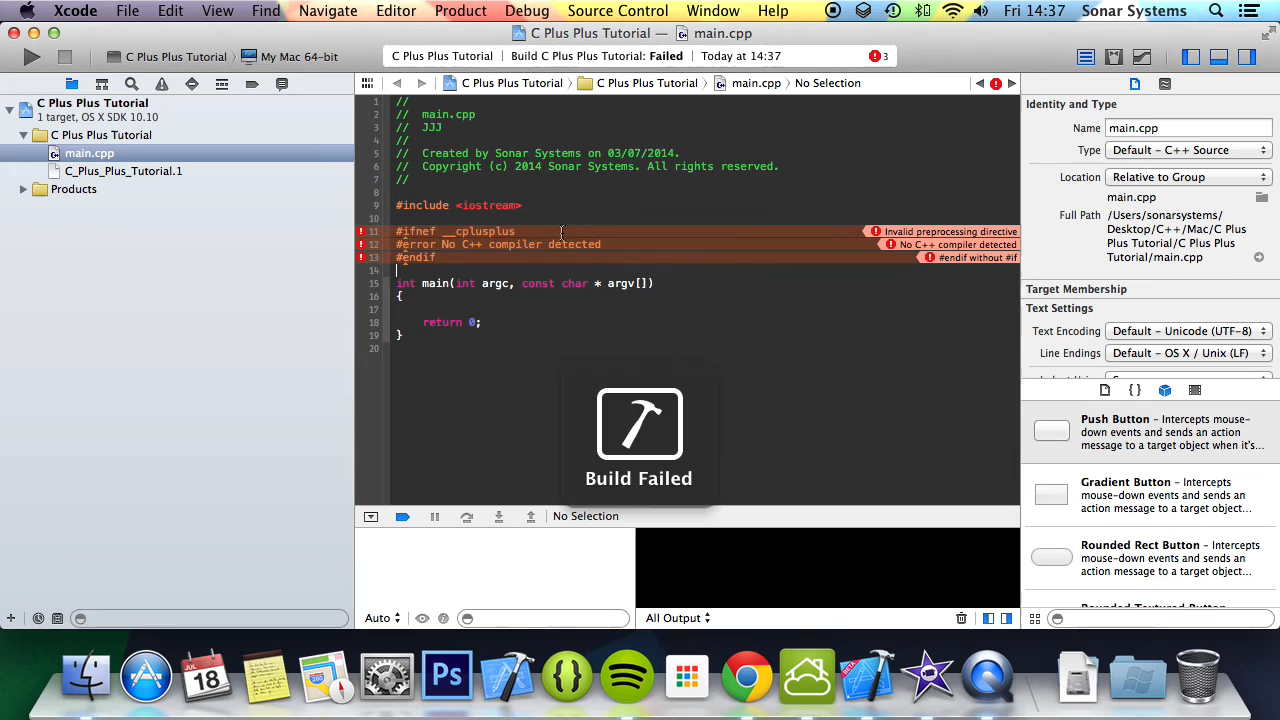 Xcode File Edit View Find Navigate Editor Product Debug Source Control Window Help Fri 14:37 Sonar Systems
C Plus Plus Tutorial — main.cpp
C Plus Plus Tutorial My Mac 64-bit
C Plus Plus Tutorial Build C Plus Plus Tutorial: Failed Today at 14:37 3
C Plus Plus Tutorial
1 target, OS X SDK 10.10
C Plus Plus Tutorial
main.cpp
C_Plus_Plus_Tutorial.1
Products
C Plus Plus Tutorial C Plus Plus Tutorial main.cpp No Selection
1 //
2 // main.cpp
3 // JJJ
4 //
5 // Created by Sonar Systems on 03/07/2014.
6 // Copyright (c) 2014 Sonar Systems. All rights reserved.
7 //
8
9 #include <iostream>
10
11 #ifnef __cplusplus Invalid preprocessing directive
12 #error No C++ compiler detected No C++ compiler detected
13 #endif #endif without #if
14
15 int main(int argc, const char * argv[])
16 {
17
18 return 0;
19 }
20
Build Failed
No Selection
Auto
All Output
Identity and Type
Name main.cpp
Type Default - C++ Source
Location Relative to Group
main.cpp
Full Path /Users/sonarsystems/
Desktop/C++/Mac/C Plus
Plus Tutorial/C Plus Plus
Tutorial/main.cpp
Target Membership
Text Settings
Text Encoding Default - Unicode (UTF-8)
Line Endings Default - OS X / Unix (LF)
Push Button - Intercepts mouse-
down events and sends an action
message to a target object when it's...
Gradient Button - Intercepts
mouse-down events and sends an
action message to a target object...
Rounded Rect Button - Intercepts
mouse-down events and sends an
action message to a target object...
JUL
18
Ps